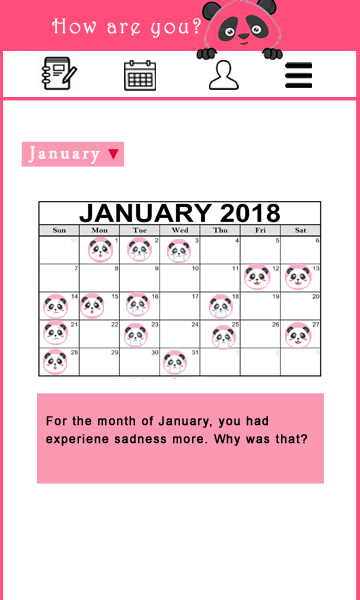 How are you?
January ▼
JANUARY 2018
Sun Mon Tue Wed Thu Fri Sat
31 1 2 3 4 5 6
7 8 9 10 11 12 13
14 15 16 17 18 19 20
21 22 23 24 25 26 27
28 29 30 31
For the month of January, you had
experiene sadness more. Why was that?